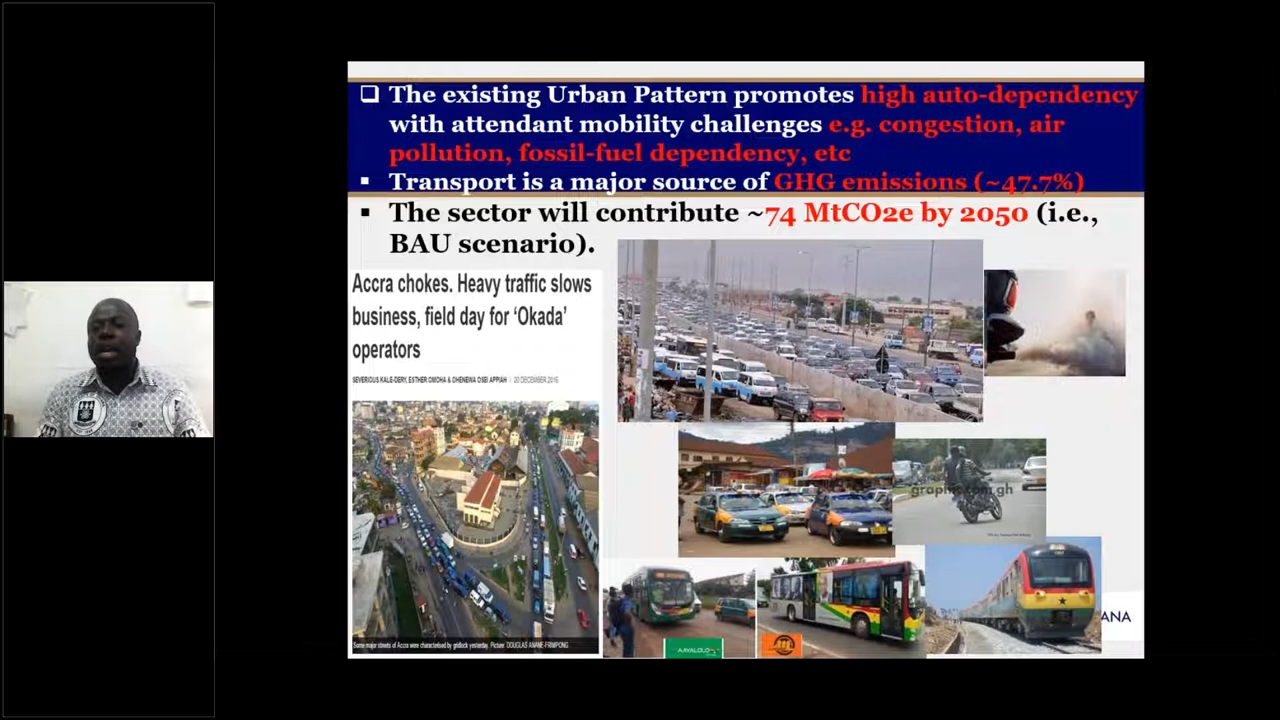 ❑ The existing Urban Pattern promotes high auto-dependency
with attendant mobility challenges e.g. congestion, air
pollution, fossil-fuel dependency, etc
▪ Transport is a major source of GHG emissions (~47.7%)
▪ The sector will contribute ~74 MtCO2e by 2050 (i.e.,
BAU scenario).
Accra chokes. Heavy traffic slows
business, field day for ‘Okada’
operators
SEVERIOUS KALE-DERY, ESTHER OMOHA & OHENEWA OSEI APPIAH | 20 DECEMBER 2016
graphic.com.gh
Some major streets of Accra were characterised by gridlock yesterday. Picture: DOUGLAS ANANE-FRIMPONG
AAYALOLO
ANA